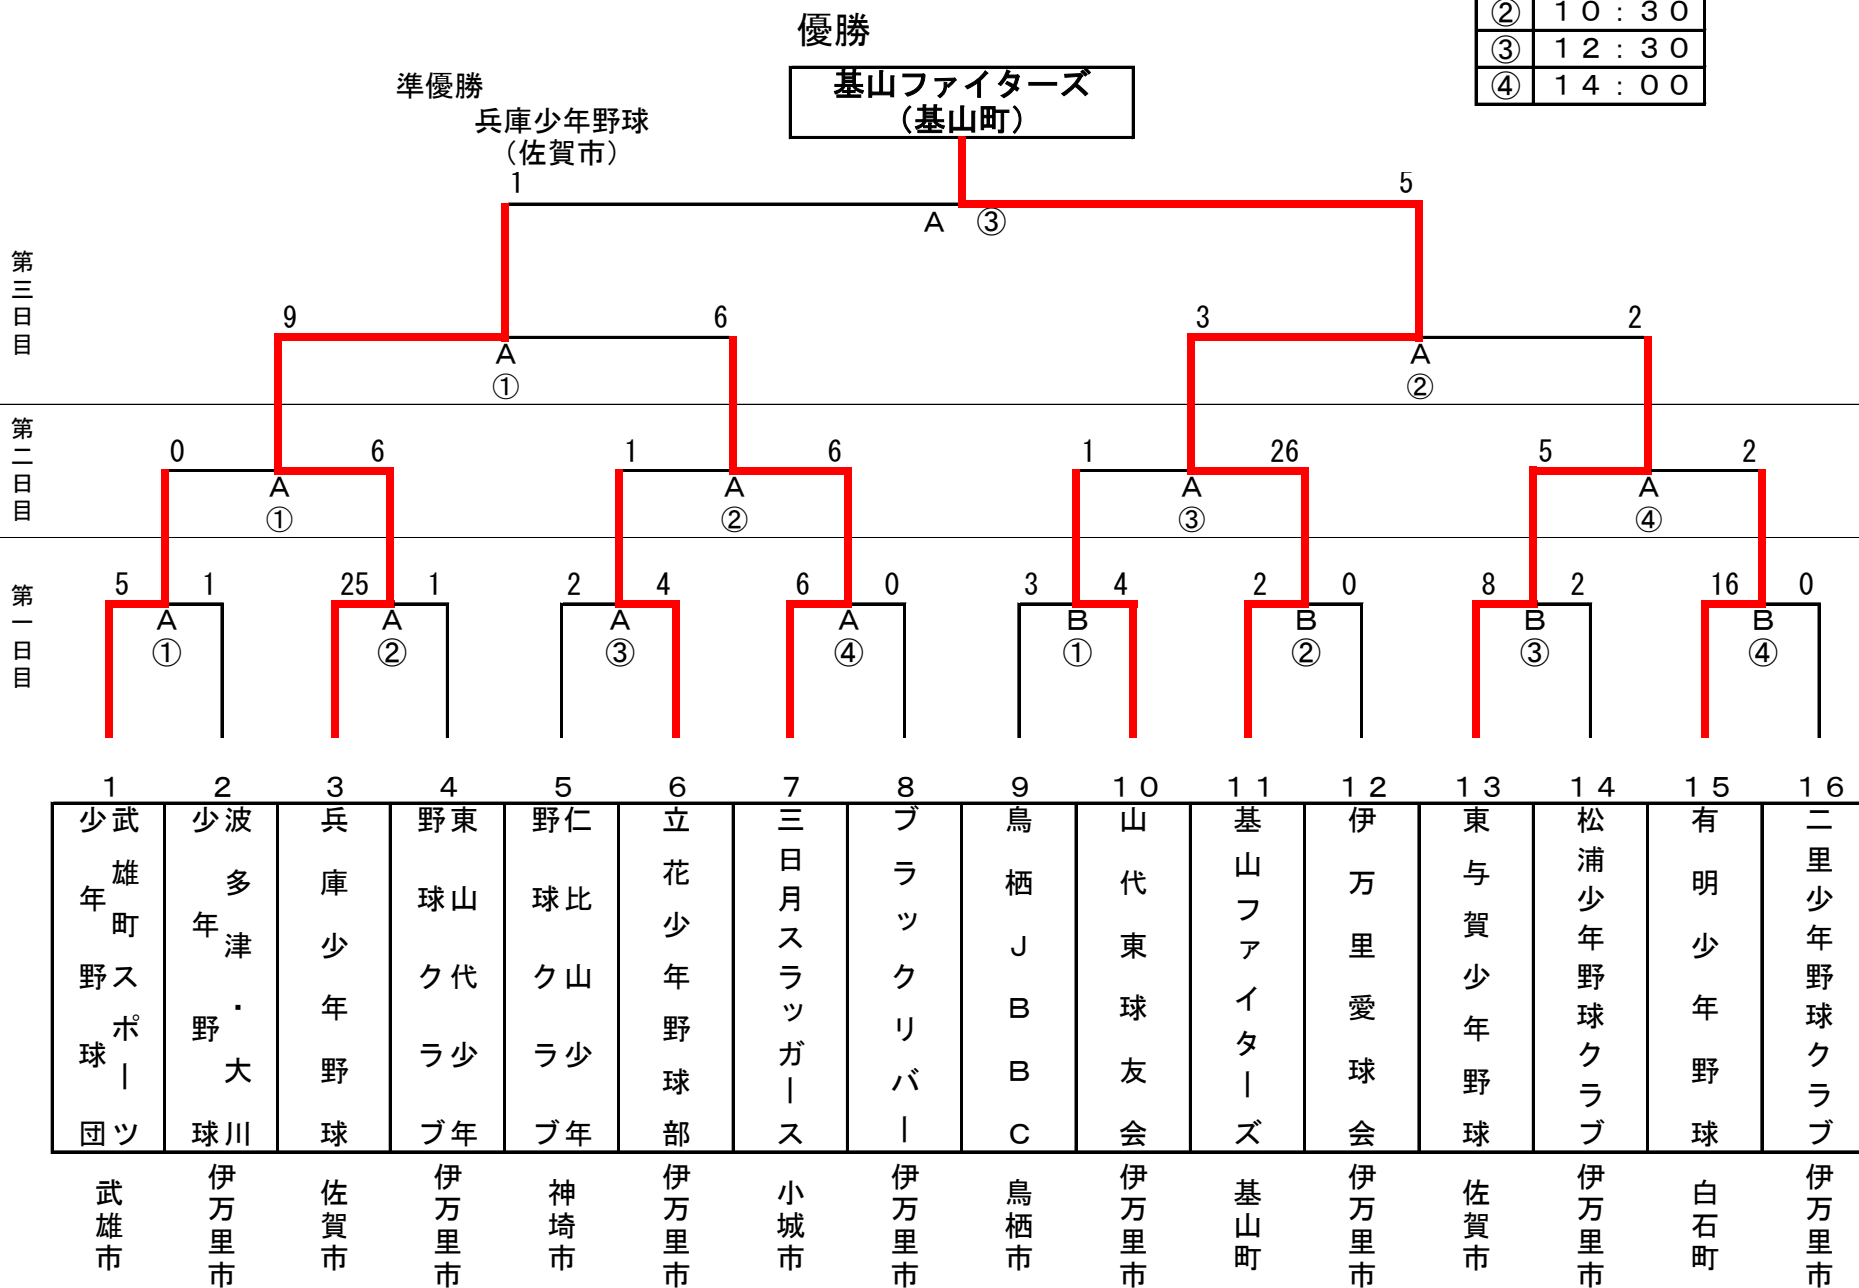 優勝
準優勝
基山ファイターズ
（基山町）
兵庫少年野球
（佐賀市）
② 10：30
③ 12：30
④ 14：00
1 5
A ③
第三日目
9 6 3 2
A A
① ②
第二日目
0 6 1 6 1 26 5 2
A A A A
① ② ③ ④
第一日目
5 1 25 1 2 4 6 0 3 4 2 0 8 2 16 0
A A A A B B B B
① ② ③ ④ ① ② ③ ④
1 2 3 4 5 6 7 8 9 10 11 12 13 14 15 16
武雄町スポーツ
少年野球団
波多津・大川
少年野球
兵庫少年野球
東山代少年
野球クラブ
仁比山少年
野球クラブ
立花少年野球部
三日月スラッガース
ブラックリバー
鳥栖JBBC
山代東球友会
基山ファイターズ
伊万里愛球会
東与賀少年野球
松浦少年野球クラブ
有明少年野球
二里少年野球クラブ
武雄市
伊万里市
佐賀市
伊万里市
神埼市
伊万里市
小城市
伊万里市
鳥栖市
伊万里市
基山町
伊万里市
佐賀市
伊万里市
白石町
伊万里市